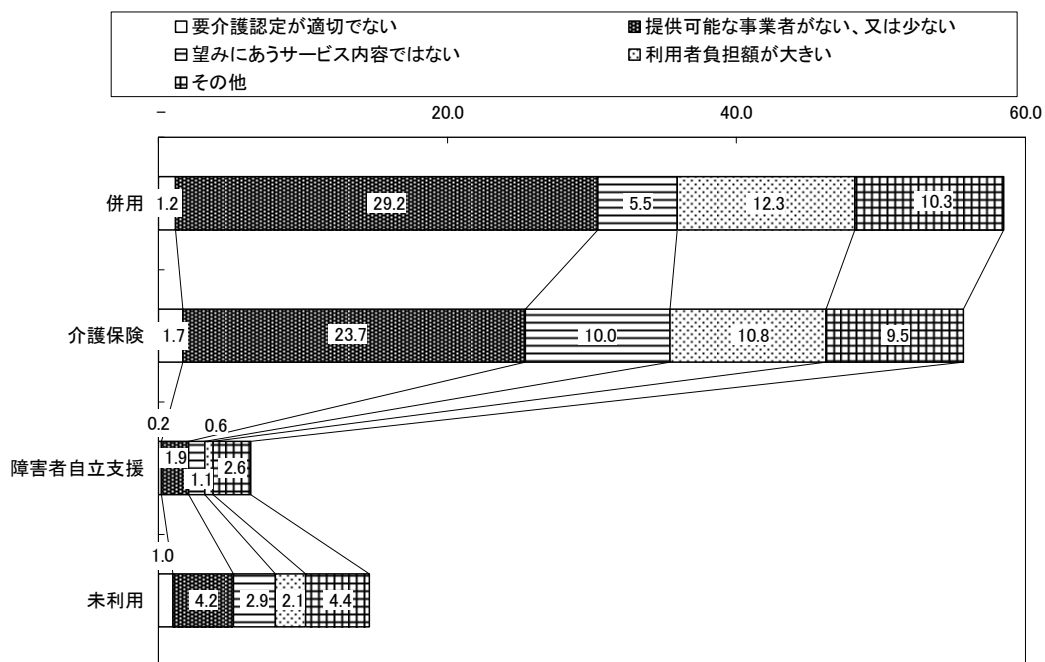 要介護認定が適切でない 提供可能な事業者がない、又は少ない
望みにあうサービス内容ではない 利用者負担額が大きい
その他
− 20.0 40.0 60.0
併用 1.2 29.2 5.5 12.3 10.3
介護保険 1.7 23.7 10.0 10.8 9.5
0.2 0.6
障害者自立支援 1.9 1.1 2.6
1.0
未利用 4.2 2.9 2.1 4.4